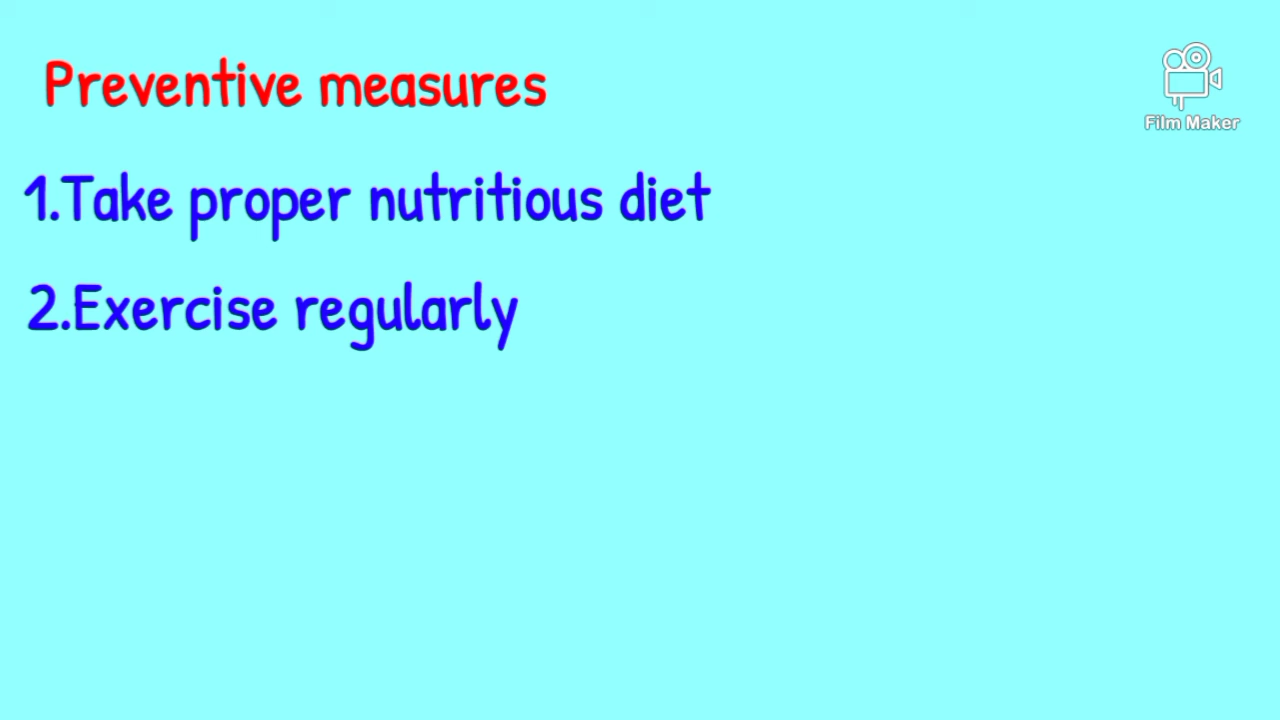 Preventive measures
Film Maker
1.Take proper nutritious diet
2.Exercise regularly